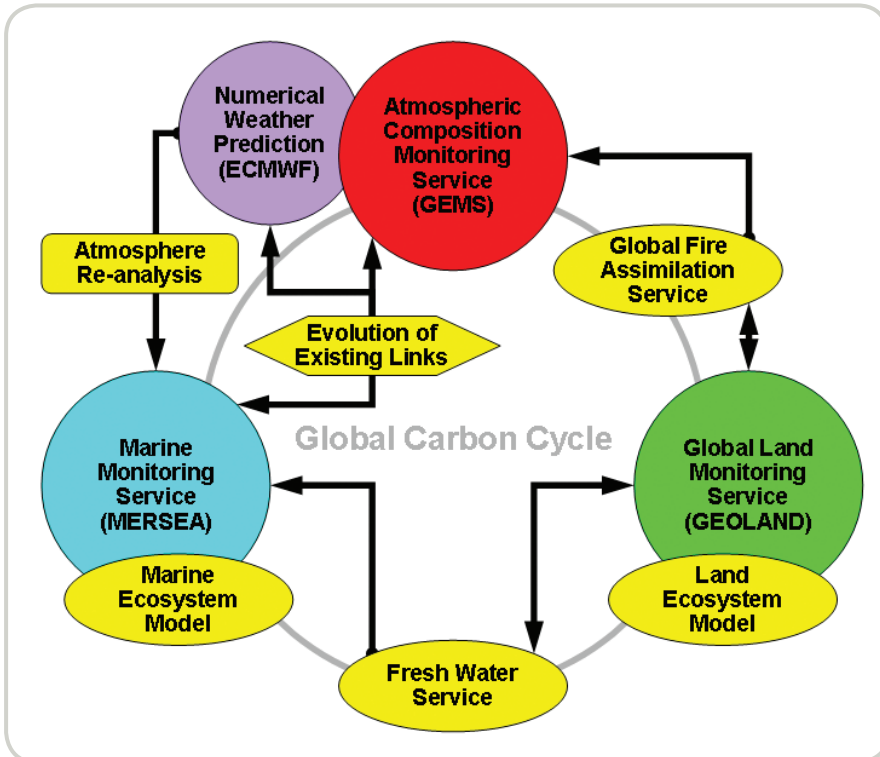 Numerical
Weather
Prediction
(ECMWF)
Atmospheric
Composition
Monitoring
Service
(GEMS)
Atmosphere
Re-analysis
Global Fire
Assimilation
Service
Evolution of
Existing Links
Global Carbon Cycle
Marine
Monitoring
Service
(MERSEA)
Global Land
Monitoring
Service
(GEOLAND)
Marine
Ecosystem
Model
Land
Ecosystem
Model
Fresh Water
Service